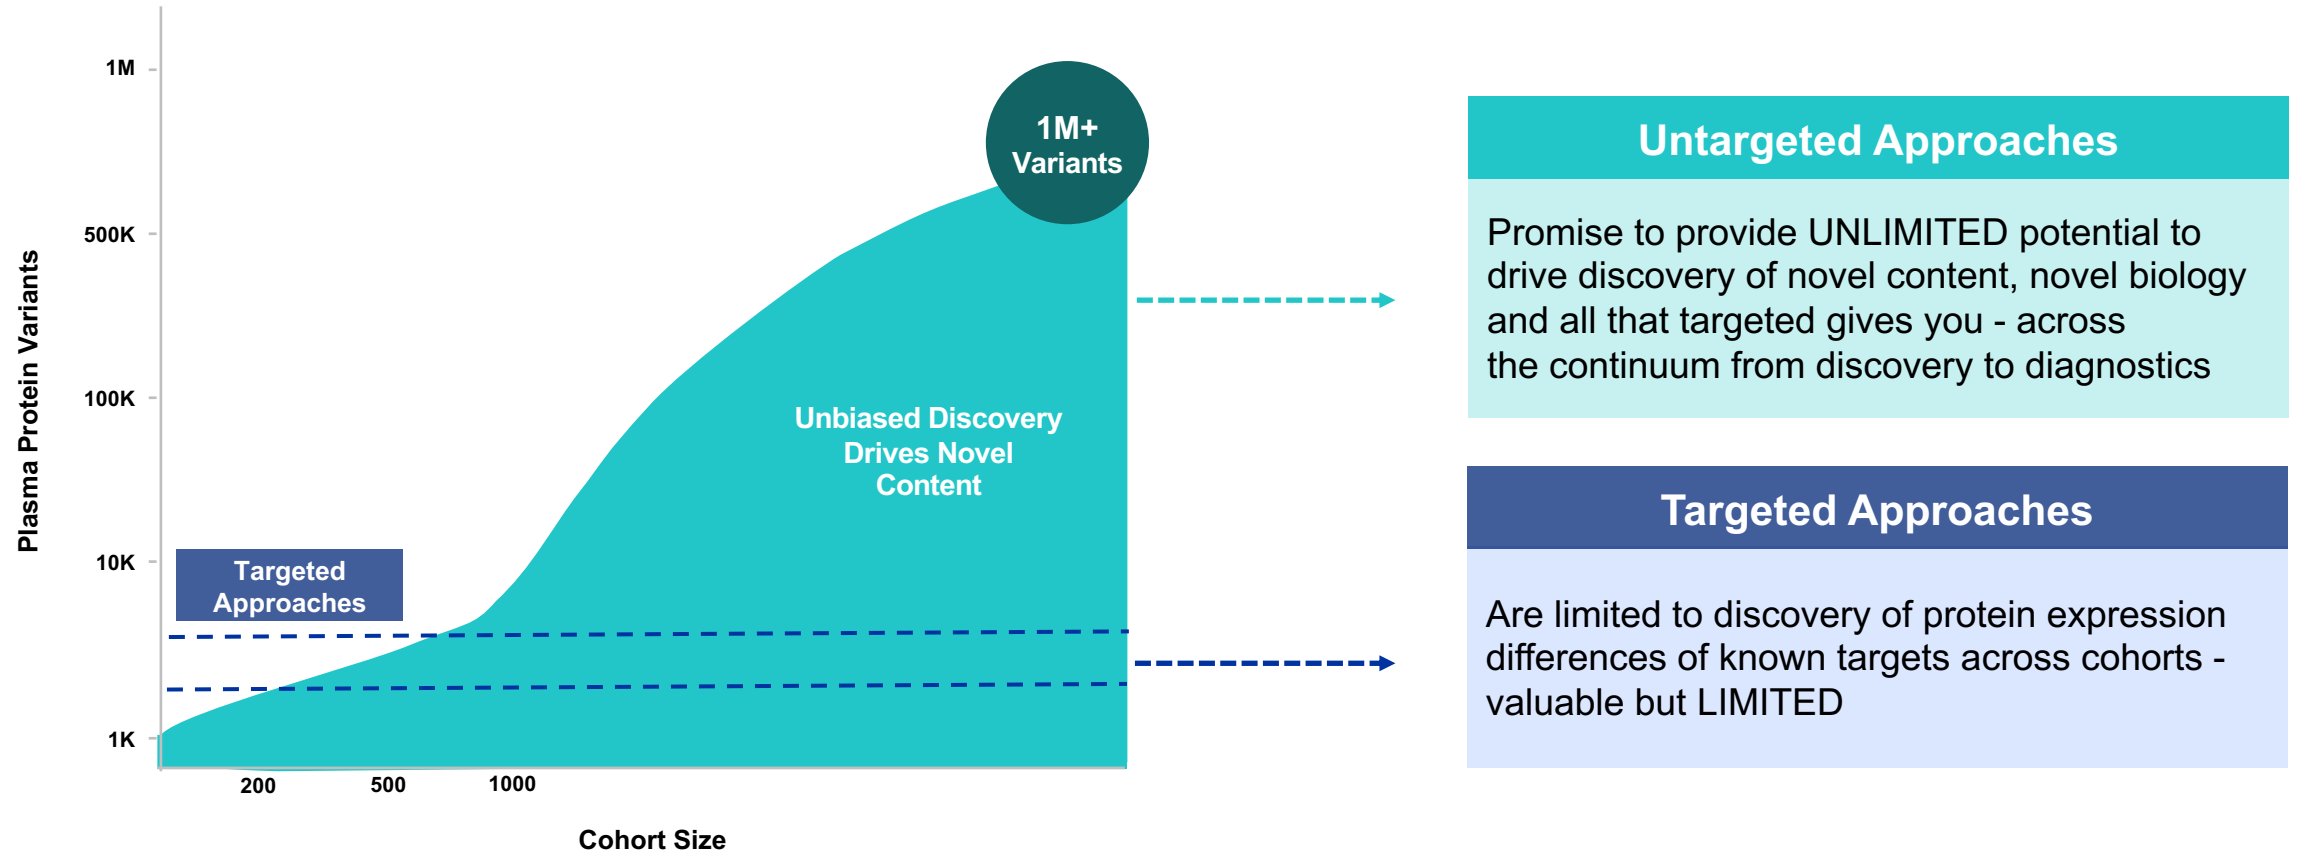 1M
500K
100K
10K
1K
Plasma Protein Variants
1M+
Variants
Unbiased Discovery
Drives Novel
Content
Targeted
Approaches
200
500
1000
Cohort Size
Untargeted Approaches
Promise to provide UNLIMITED potential to
drive discovery of novel content, novel biology
and all that targeted gives you - across
the continuum from discovery to diagnostics
Targeted Approaches
Are limited to discovery of protein expression
differences of known targets across cohorts -
valuable but LIMITED